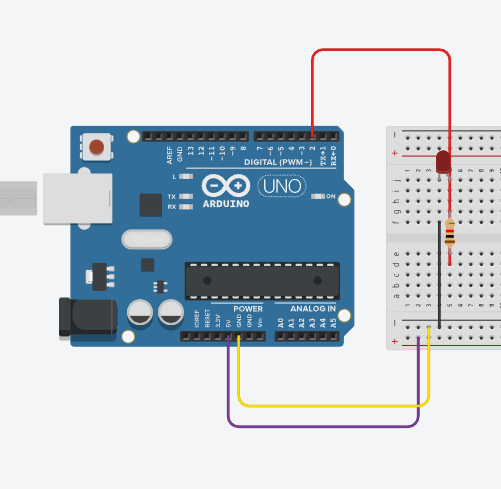 AREF
GND
13
12
~11
~10
~9
8
7
~6
~5
4
~3
2
TX→1
RX←0
DIGITAL (PWM~)
L
TX
RX
UNO
ARDUINO
ON
POWER
ANALOG IN
IOREF
RESET
3.3V
5V
GND
GND
Vin
A0
A1
A2
A3
A4
A5
j
i
h
g
f
e
d
c
b
a